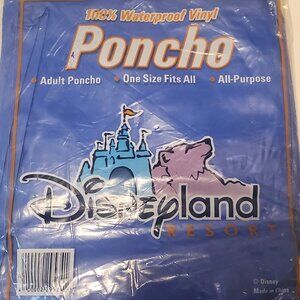 100% Waterproof Vinyl
Poncho
• Adult Poncho • One Size Fits All • All-Purpose
Disneyland
RESORT
© Disney
Made in China